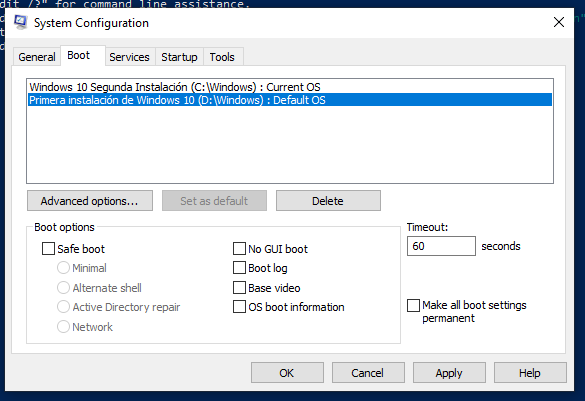 dit /?" for command line assistance.
System Configuration
General Boot Services Startup Tools
Windows 10 Segunda Instalación (C:\Windows) : Current OS
Primera instalación de Windows 10 (D:\Windows) : Default OS
Advanced options... Set as default Delete
Boot options
Safe boot
Minimal
Alternate shell
Active Directory repair
Network
No GUI boot
Boot log
Base video
OS boot information
Timeout:
60 seconds
Make all boot settings
permanent
OK Cancel Apply Help